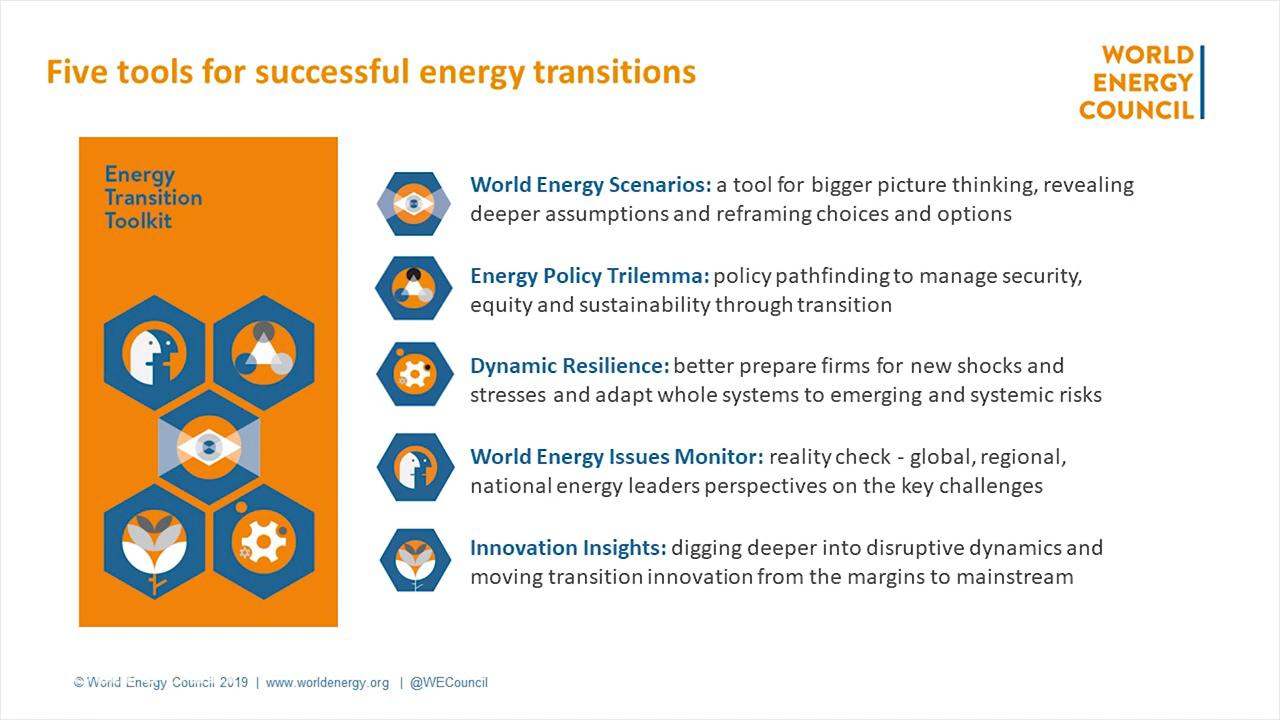 Five tools for successful energy transitions
WORLD
ENERGY
COUNCIL
Energy
Transition
Toolkit
World Energy Scenarios: a tool for bigger picture thinking, revealing
deeper assumptions and reframing choices and options
Energy Policy Trilemma: policy pathfinding to manage security,
equity and sustainability through transition
Dynamic Resilience: better prepare firms for new shocks and
stresses and adapt whole systems to emerging and systemic risks
World Energy Issues Monitor: reality check - global, regional,
national energy leaders perspectives on the key challenges
Innovation Insights: digging deeper into disruptive dynamics and
moving transition innovation from the margins to mainstream
© World Energy Council 2019 | www.worldenergy.org | @WECouncil